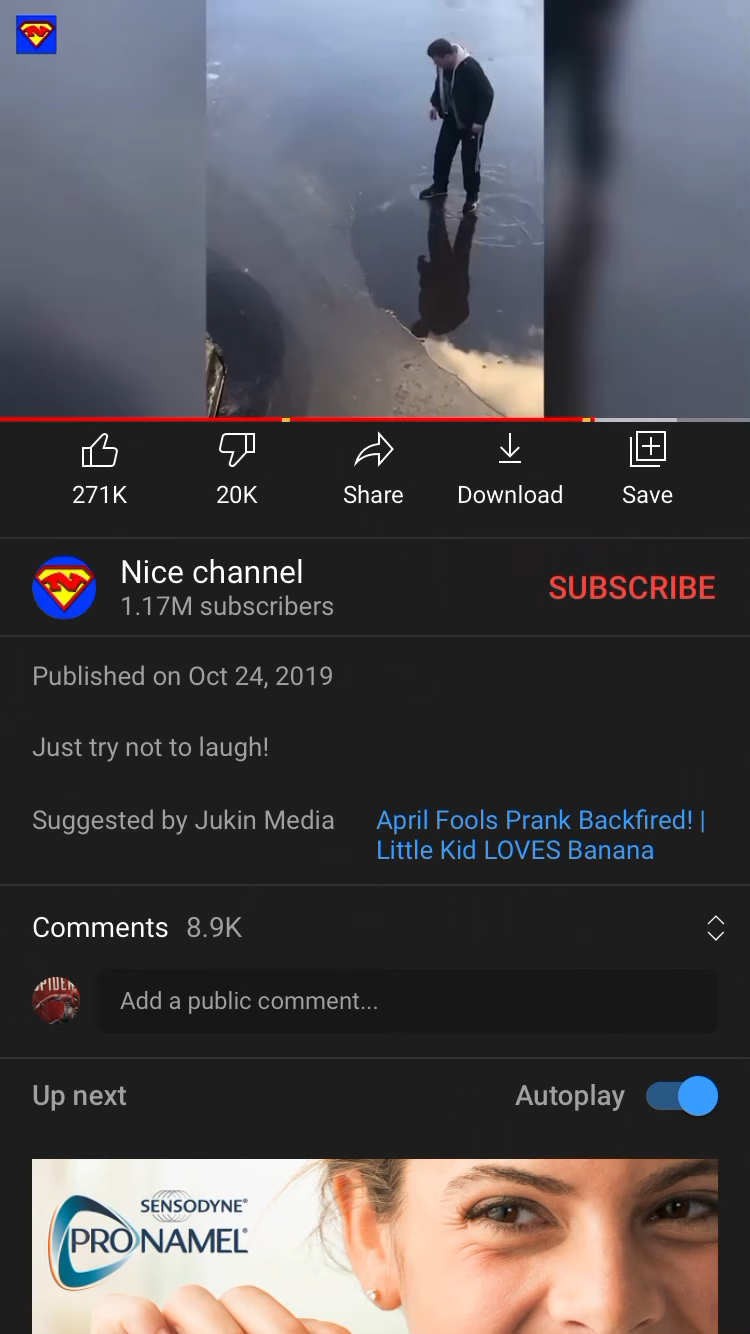 271K
20K
Share
Download
Save
Nice channel
1.17M subscribers
SUBSCRIBE
Published on Oct 24, 2019
Just try not to laugh!
Suggested by Jukin Media
April Fools Prank Backfired! |
Little Kid LOVES Banana
Comments 8.9K
Add a public comment...
Up next
Autoplay
SENSODYNE®
PRONAMEL®